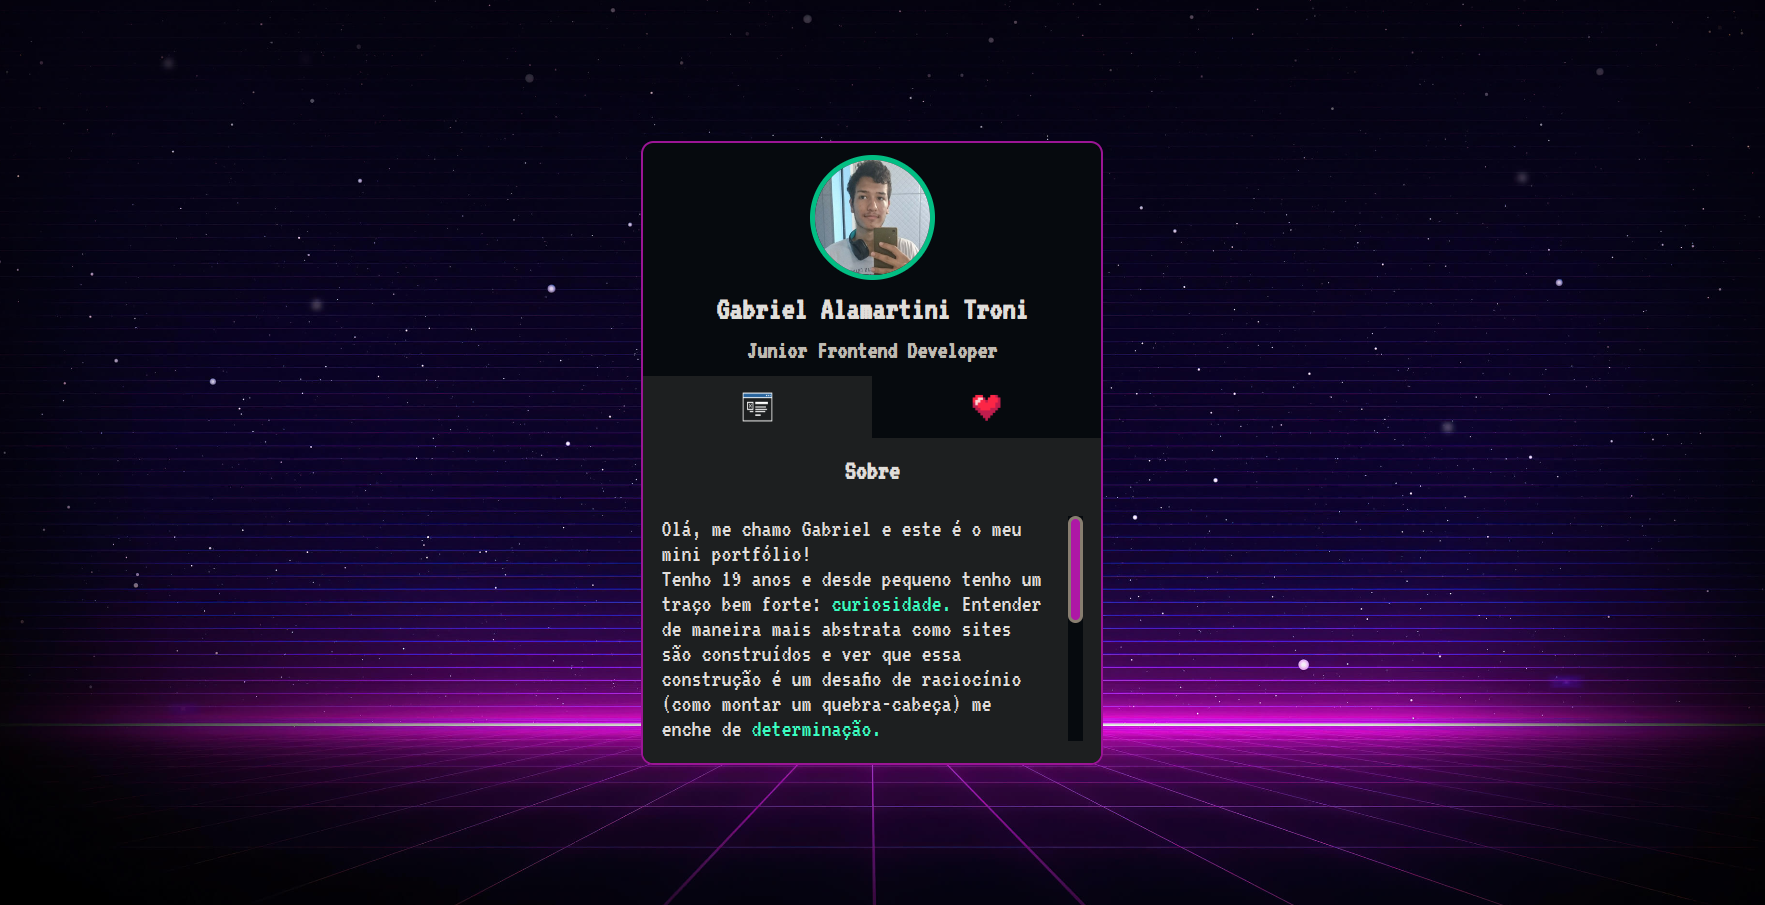 Gabriel Alamartini Troni
Junior Frontend Developer
Sobre
Olá, me chamo Gabriel e este é o meu
mini portfólio!
Tenho 19 anos e desde pequeno tenho um
traço bem forte: curiosidade. Entender
de maneira mais abstrata como sites
são construídos e ver que essa
construção é um desafio de raciocínio
(como montar um quebra-cabeça) me
enche de determinação.